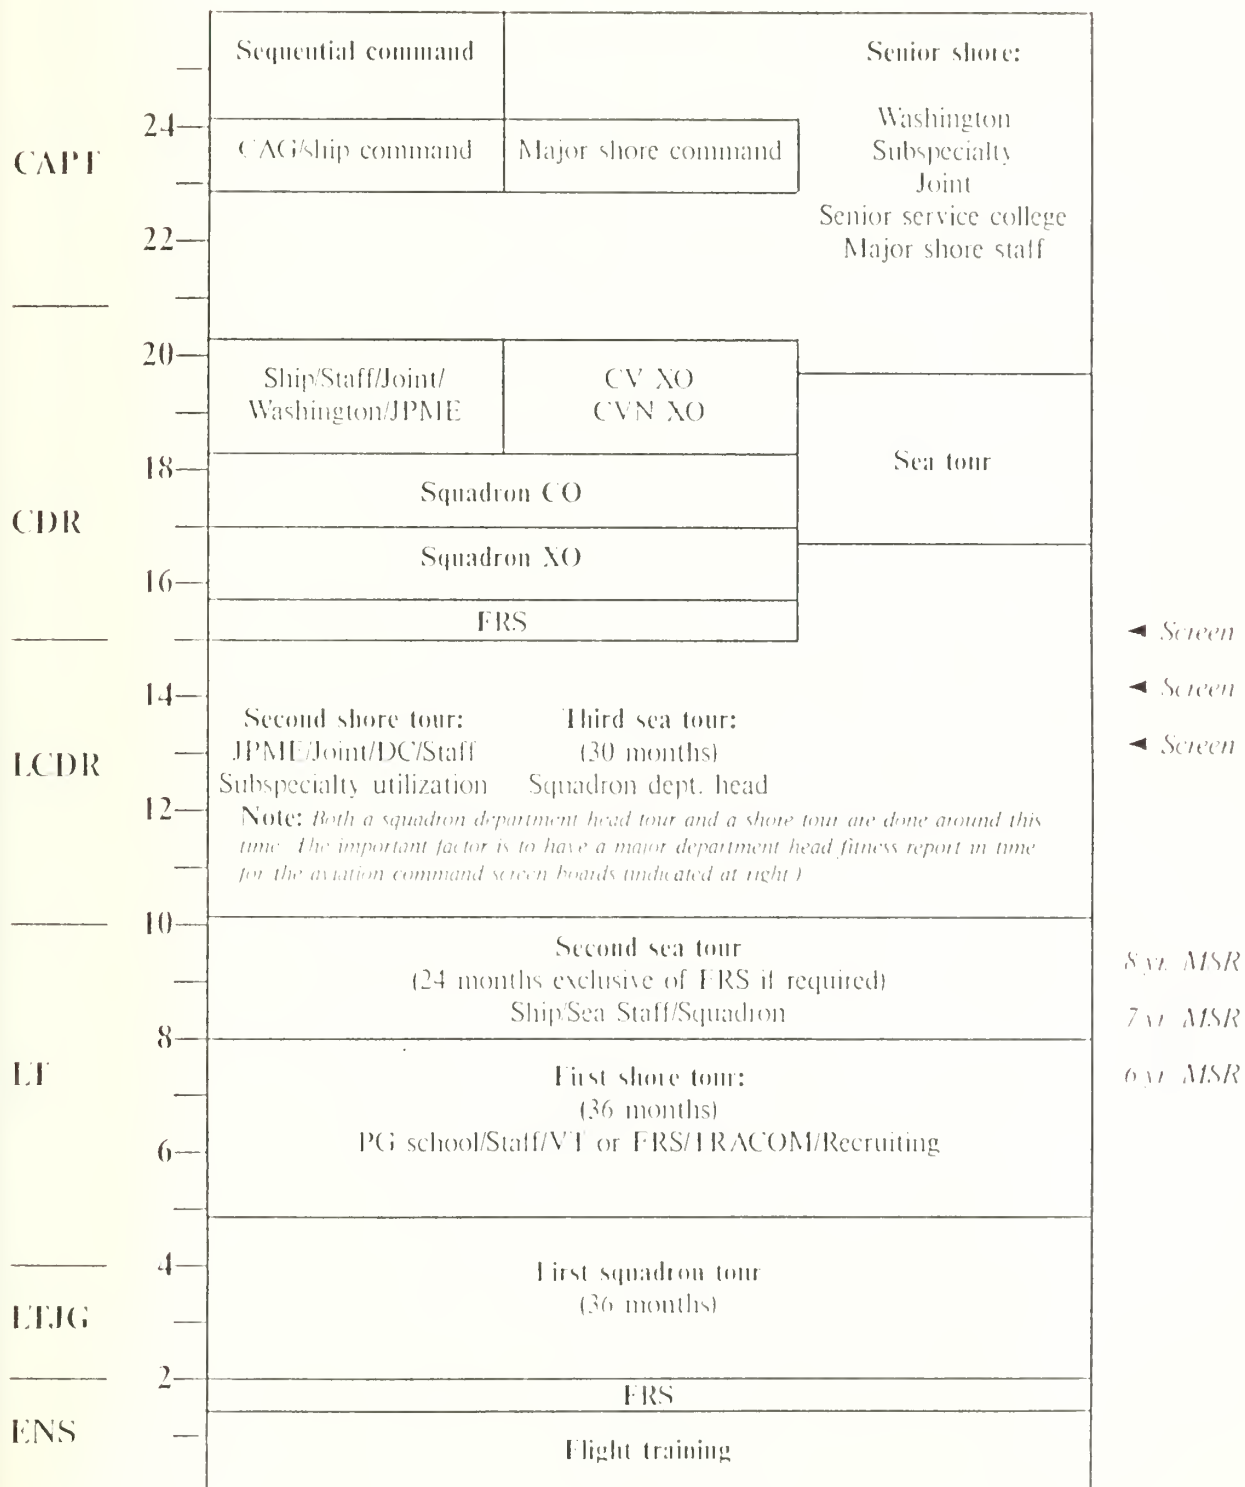 Sequential command
Senior shore:
Washington
Subspecialty
Joint
Senior service college
Major shore staff
24
CAPT
CAG/ship command
Major shore command
22
20
Ship/Staff/Joint/
Washington/JPME
CV XO
CVN XO
Sea tour
18
Squadron CO
CDR
Squadron XO
16
FRS
◄ Screen
14
◄ Screen
Second shore tour:
JPME/Joint/DC/Staff
Subspecialty utilization
Third sea tour:
(30 months)
Squadron dept. head
◄ Screen
LCDR
12
Note: Both a squadron department head tour and a shore tour are done around this
time. The important factor is to have a major department head fitness report in time
for the aviation command screen boards (indicated at right.)
10
Second sea tour
(24 months exclusive of FRS if required)
Ship/Sea Staff/Squadron
8 yr. MSR
7 yr. MSR
8
LT
First shore tour:
(36 months)
PG school/Staff/VT or FRS/TRACOM/Recruiting
6 yr. MSR
6
4
First squadron tour
(36 months)
LTJG
2
FRS
ENS
Flight training